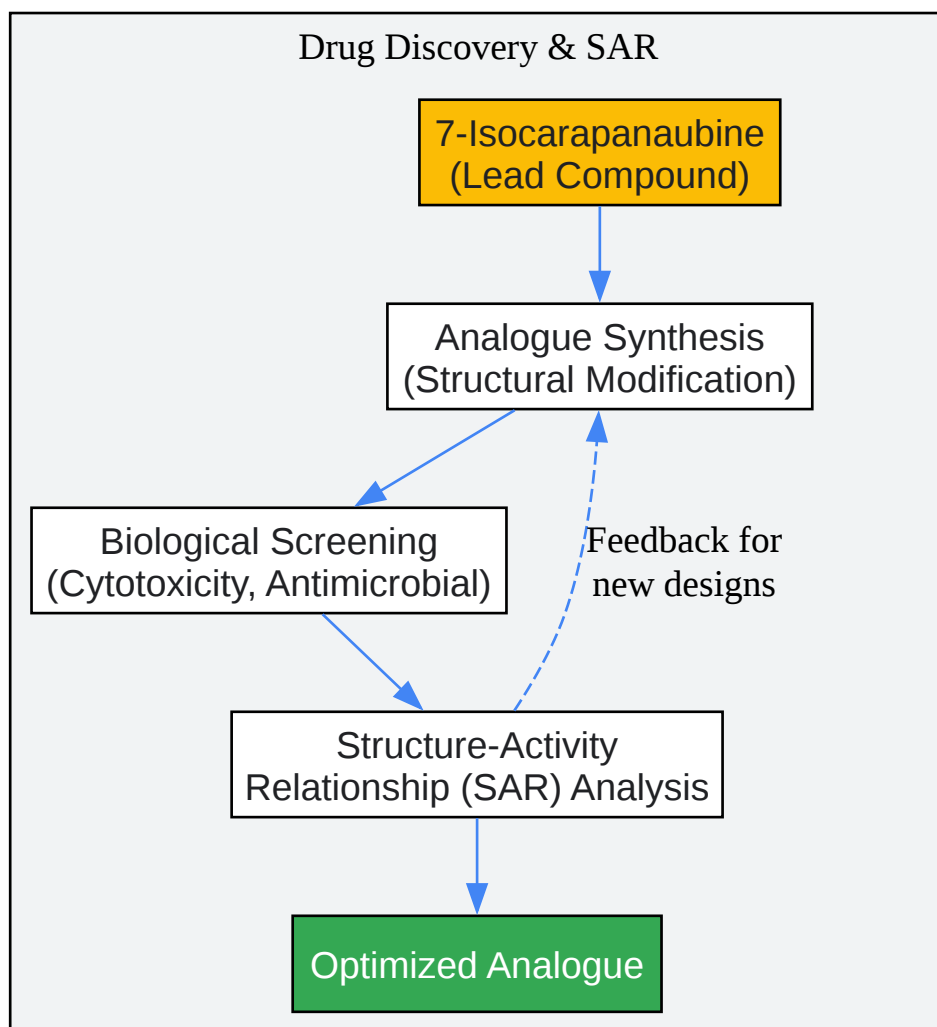 Drug Discovery & SAR
7-Isocarapanaubine
(Lead Compound)
Analogue Synthesis
(Structural Modification)
Biological Screening
(Cytotoxicity, Antimicrobial)
Feedback for
new designs
Structure-Activity
Relationship (SAR) Analysis
Optimized Analogue